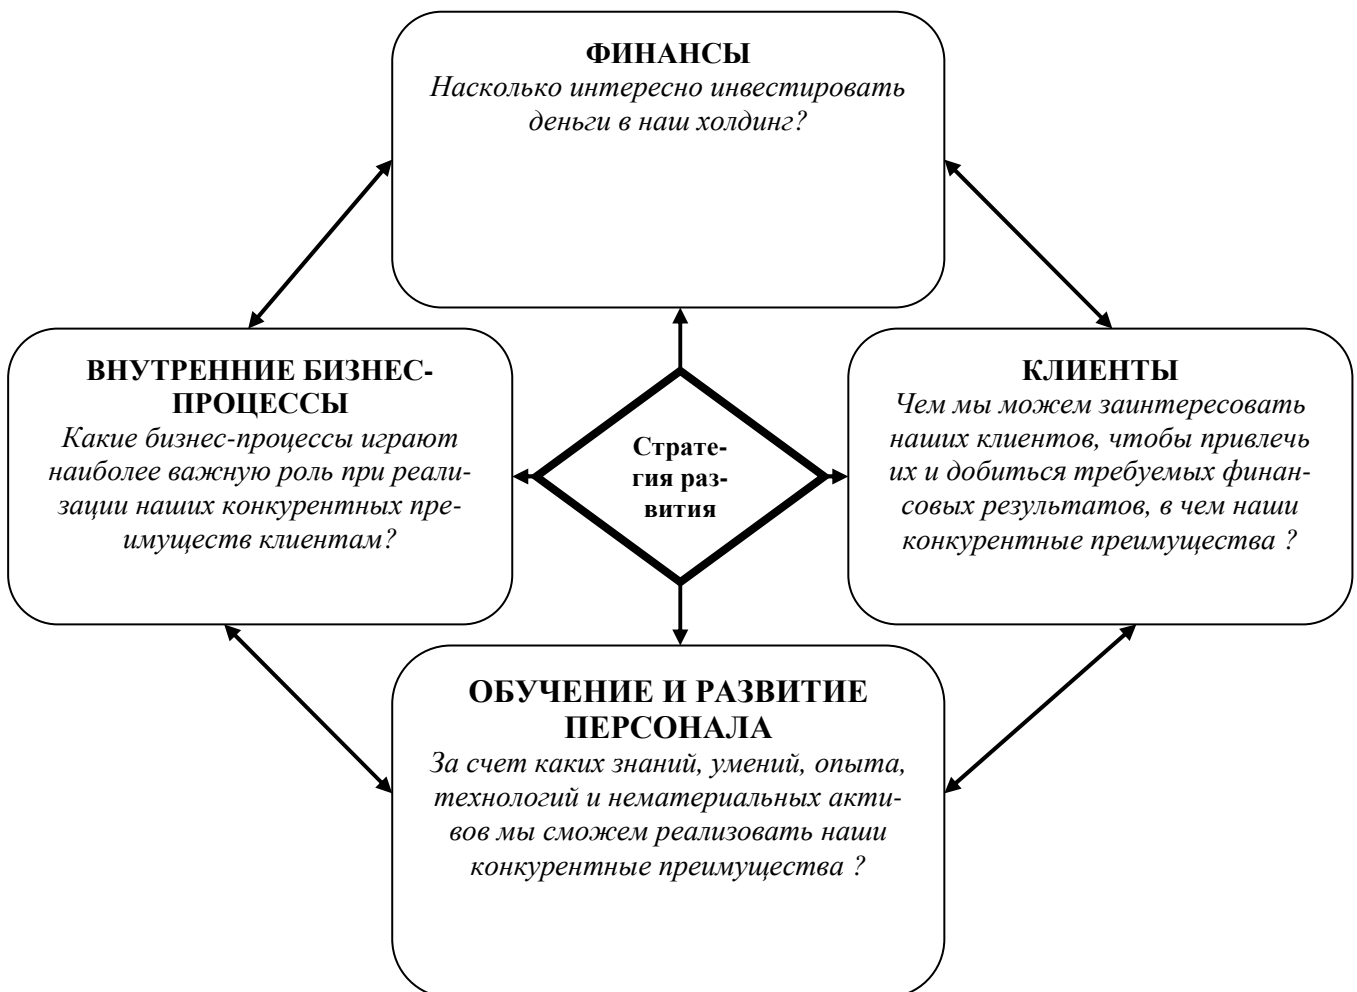 ФИНАНСЫ
Насколько интересно инвестировать
деньги в наш холдинг?
ВНУТРЕННИЕ БИЗНЕС-
ПРОЦЕССЫ
Какие бизнес-процессы играют
наиболее важную роль при реали-
зации наших конкурентных пре-
имуществ клиентам?
Страте-
гия раз-
вития
КЛИЕНТЫ
Чем мы можем заинтересовать
наших клиентов, чтобы привлечь
их и добиться требуемых финан-
совых результатов, в чем наши
конкурентные преимущества ?
ОБУЧЕНИЕ И РАЗВИТИЕ
ПЕРСОНАЛА
За счет каких знаний, умений, опыта,
технологий и нематериальных акти-
вов мы сможем реализовать наши
конкурентные преимущества ?